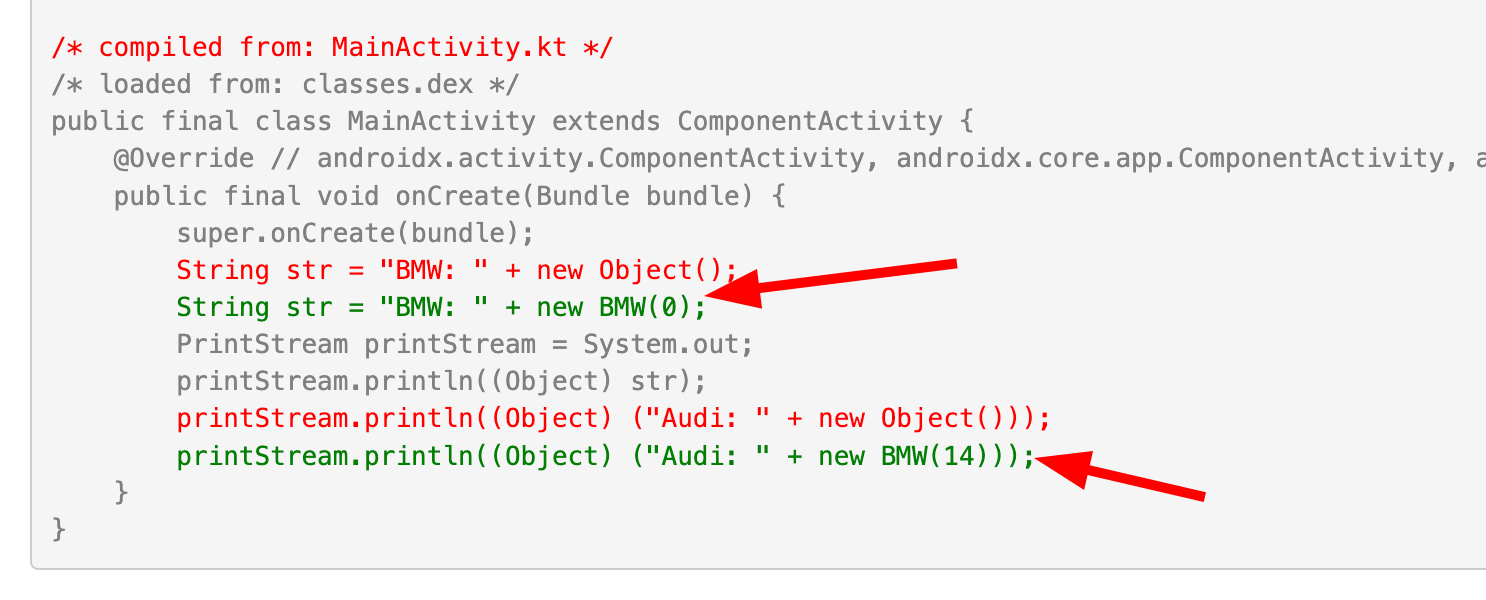 /* compiled from: MainActivity.kt */
/* loaded from: classes.dex */
public final class MainActivity extends ComponentActivity {
@Override // androidx.activity.ComponentActivity, androidx.core.app.ComponentActivity, a
public final void onCreate(Bundle bundle) {
super.onCreate(bundle);
String str = "BMW: " + new Object();
String str = "BMW: " + new BMW(0);
PrintStream printStream = System.out;
printStream.println((Object) str);
printStream.println((Object) ("Audi: " + new Object()));
printStream.println((Object) ("Audi: " + new BMW(14)));
}
}